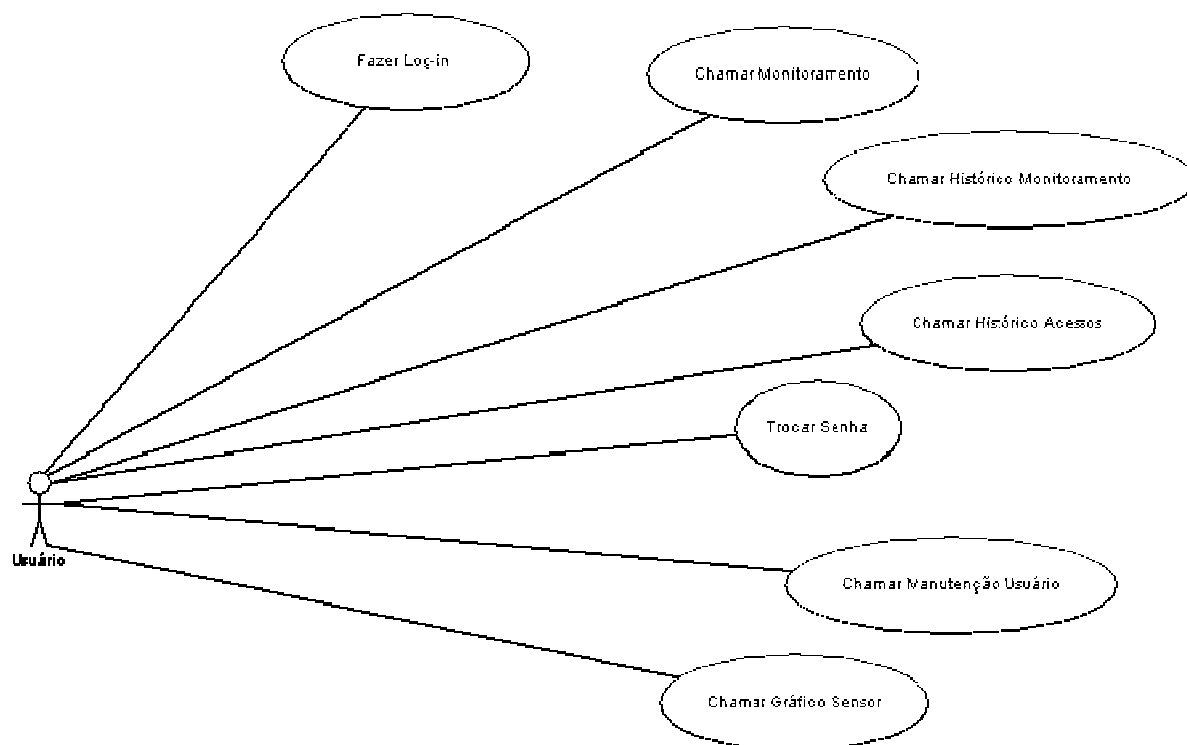 Fazer Log-in
Chamar Monitoramento
Chamar Histórico Monitoramento
Chamar Histórico Acessos
Trocar Senha
Usuário
Chamar Manutenção Usuário
Chamar Gráfico Sensor